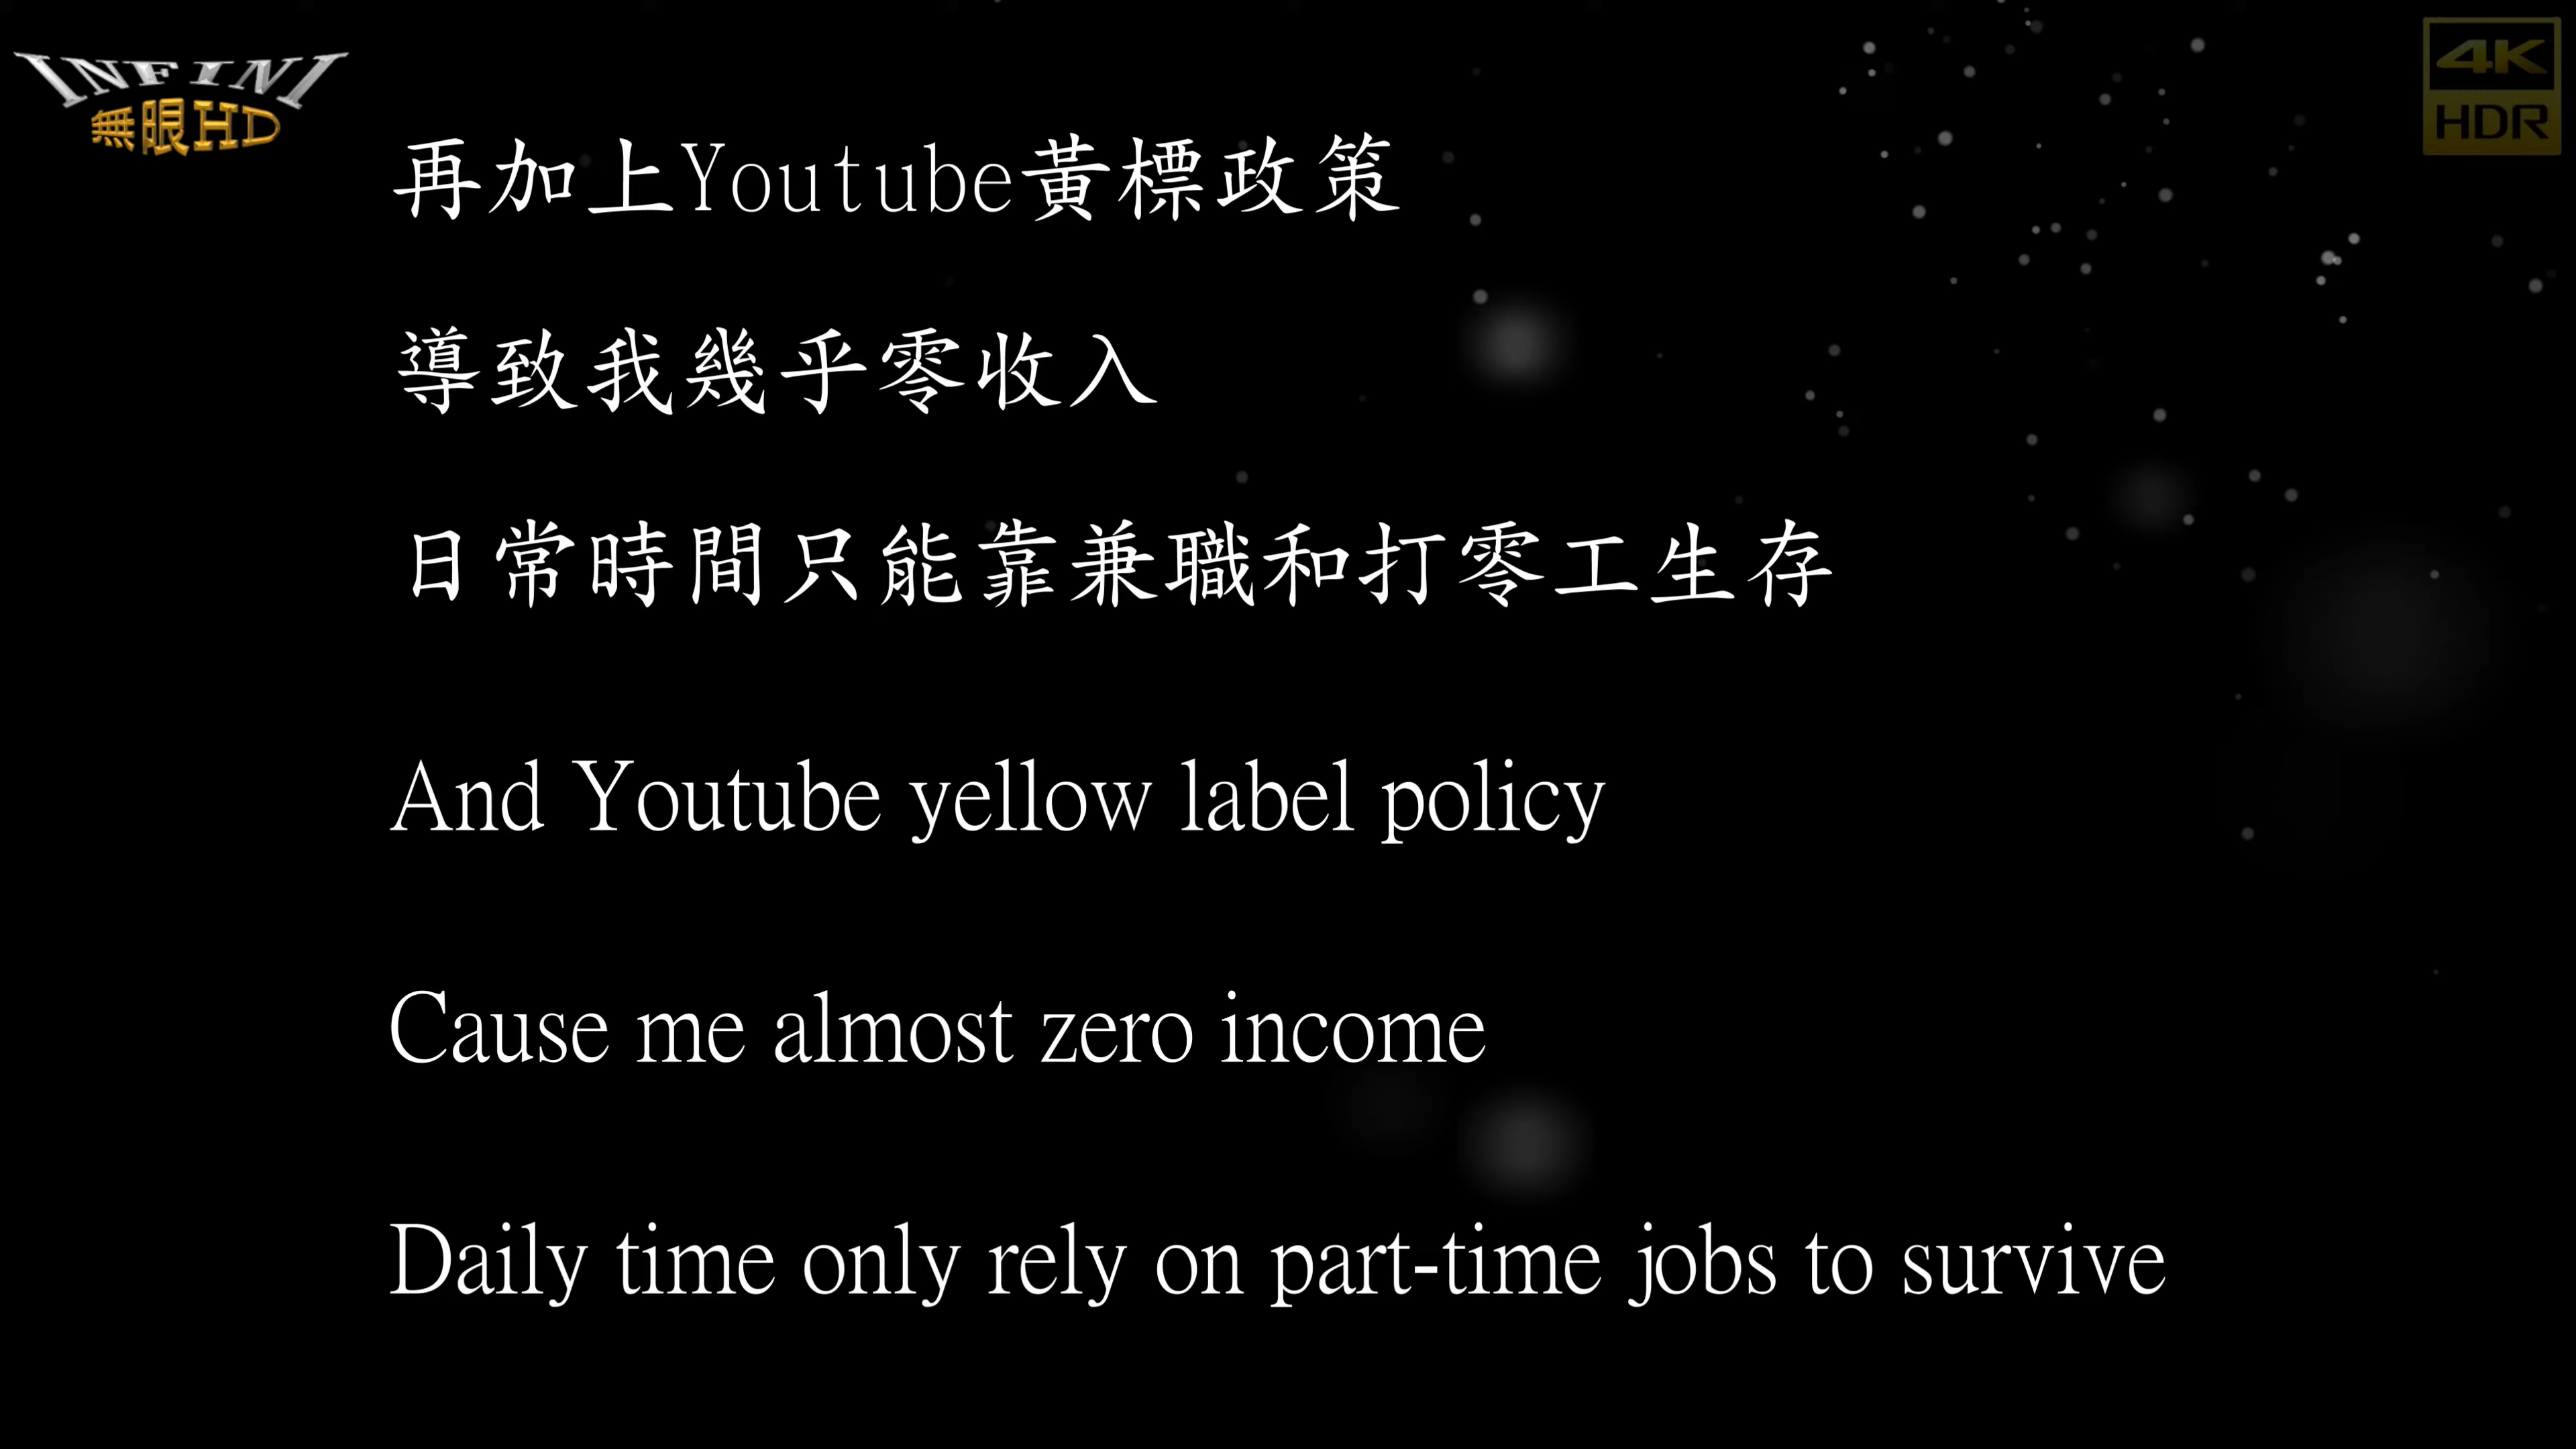 INFINI
無限HD
4K
HDR
再加上Youtube黃標政策
導致我幾乎零收入
日常時間只能靠兼職和打零工生存
And Youtube yellow label policy
Cause me almost zero income
Daily time only rely on part-time jobs to survive